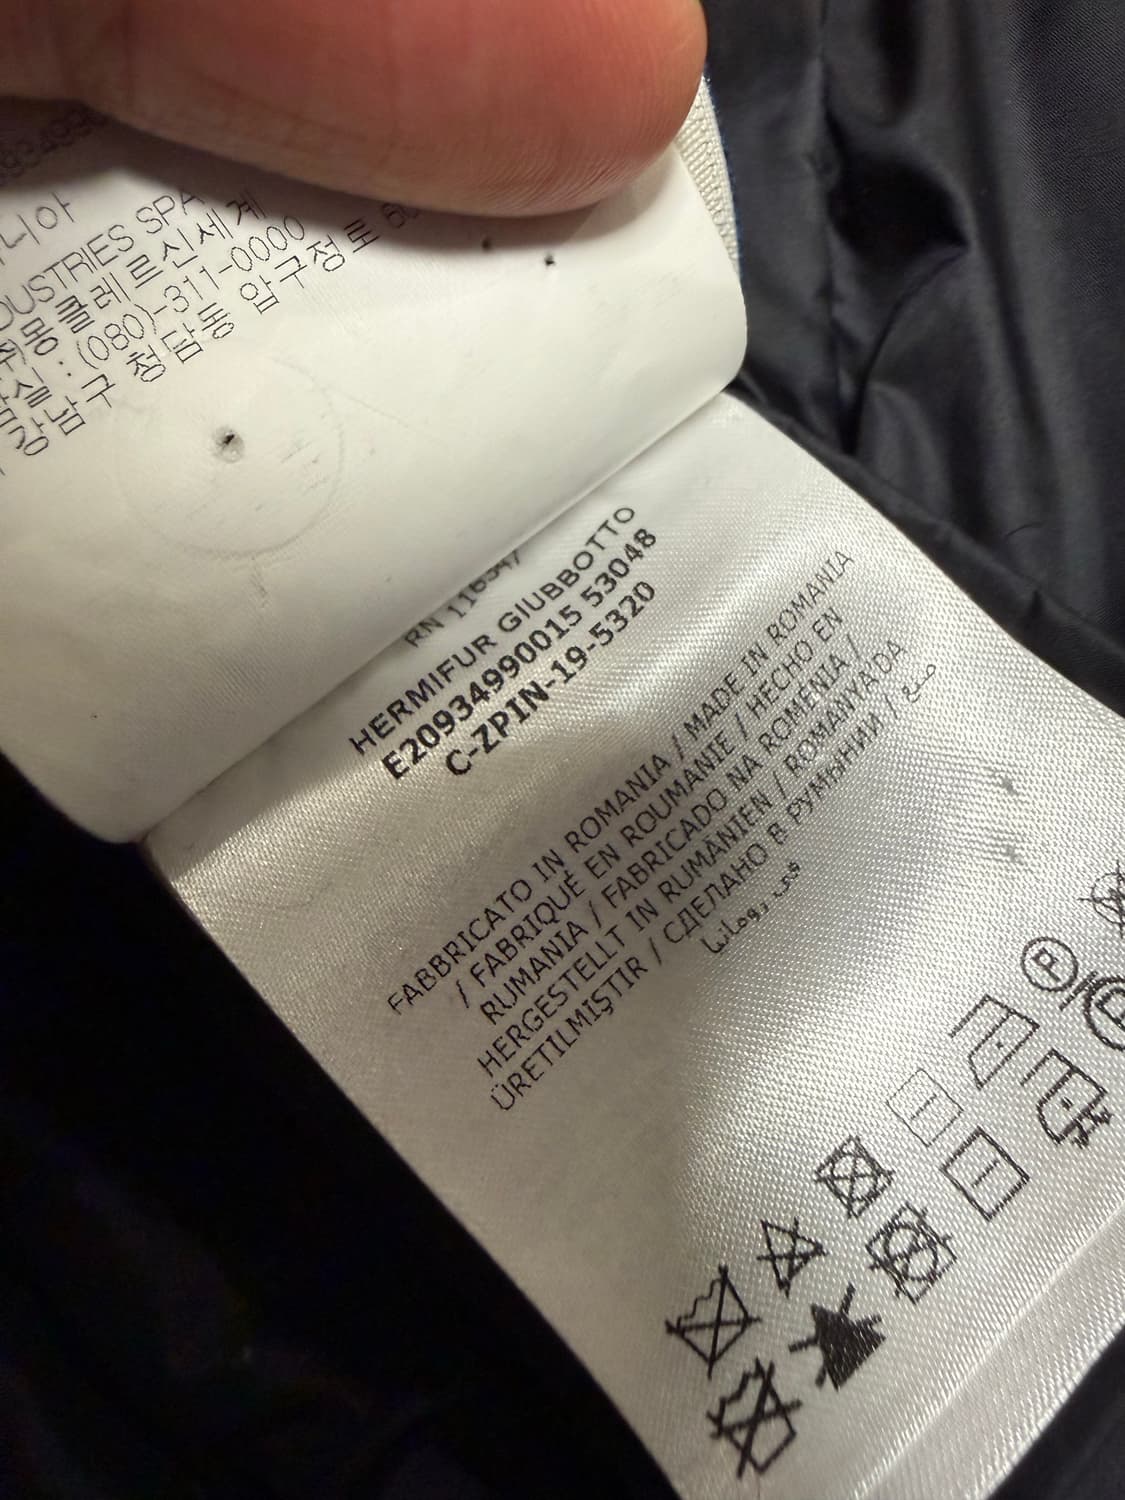 니아
DUSTRIES SPA
몽클레르신세계
실 : (080)-311-0000
강남구 청담동 압구정로 60
RN 116347
HERMIFUR GIUBBOTTO
E20934990015 53048
C-ZPIN-19-5320
FABBRICATO IN ROMANIA / MADE IN ROMANIA
/ FABRIQUÉ EN ROUMANIE / HECHO EN
RUMANIA / FABRICADO NA ROMENIA /
HERGESTELLT IN RUMÄNIEN / ROMANYADA
ÜRETILMIŞTIR / СДЕЛАНО В РУМЫНИИ / صنع
في رومانيا
P
P